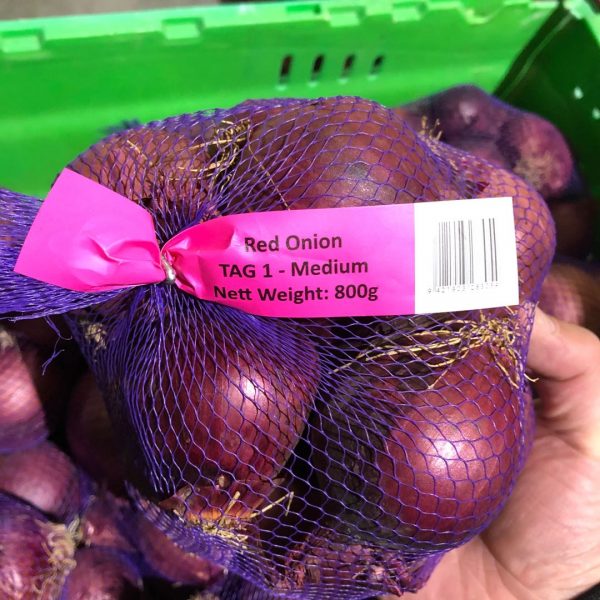 Red Onion
TAG 1 - Medium
Nett Weight: 800g